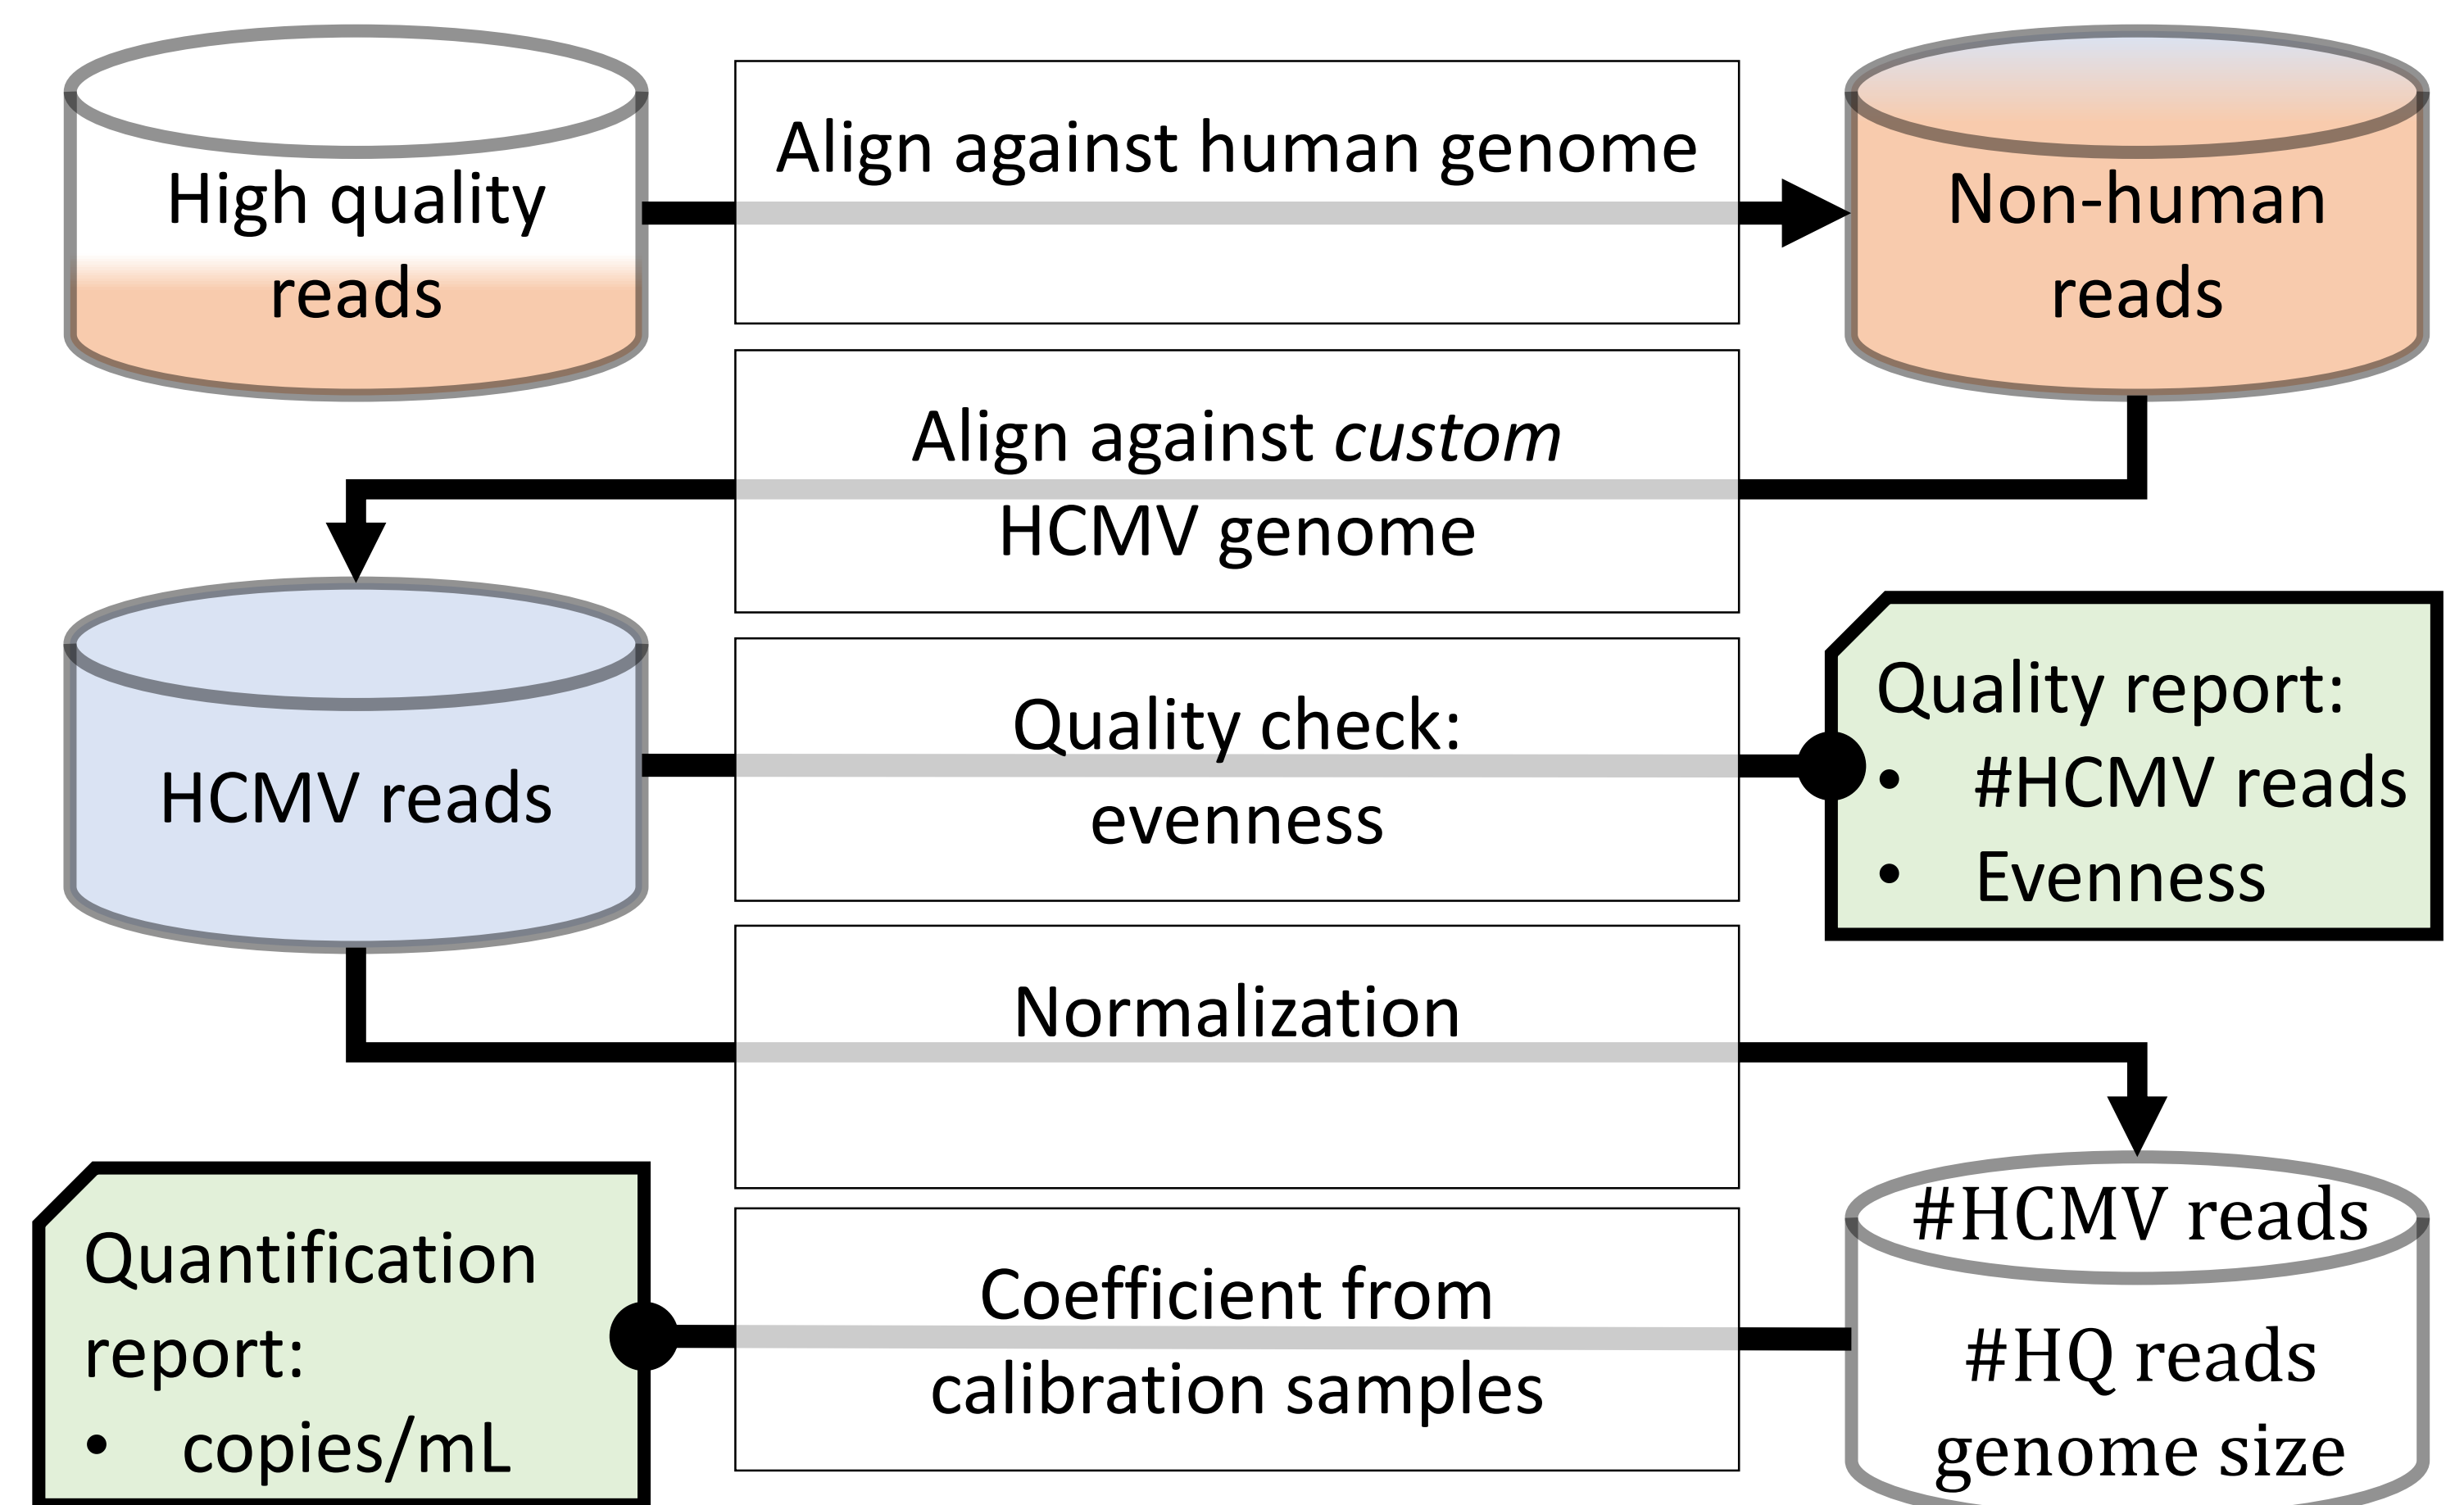 High quality
reads
Align against human genome
Non-human
reads
Align against custom
HCMV genome
HCMV reads
Quality check:
evenness
Quality report:
• #HCMV reads
• Evenness
Normalization
#HCMV reads
#HQ reads
genome size
Coefficient from
calibration samples
Quantification
report:
• copies/mL